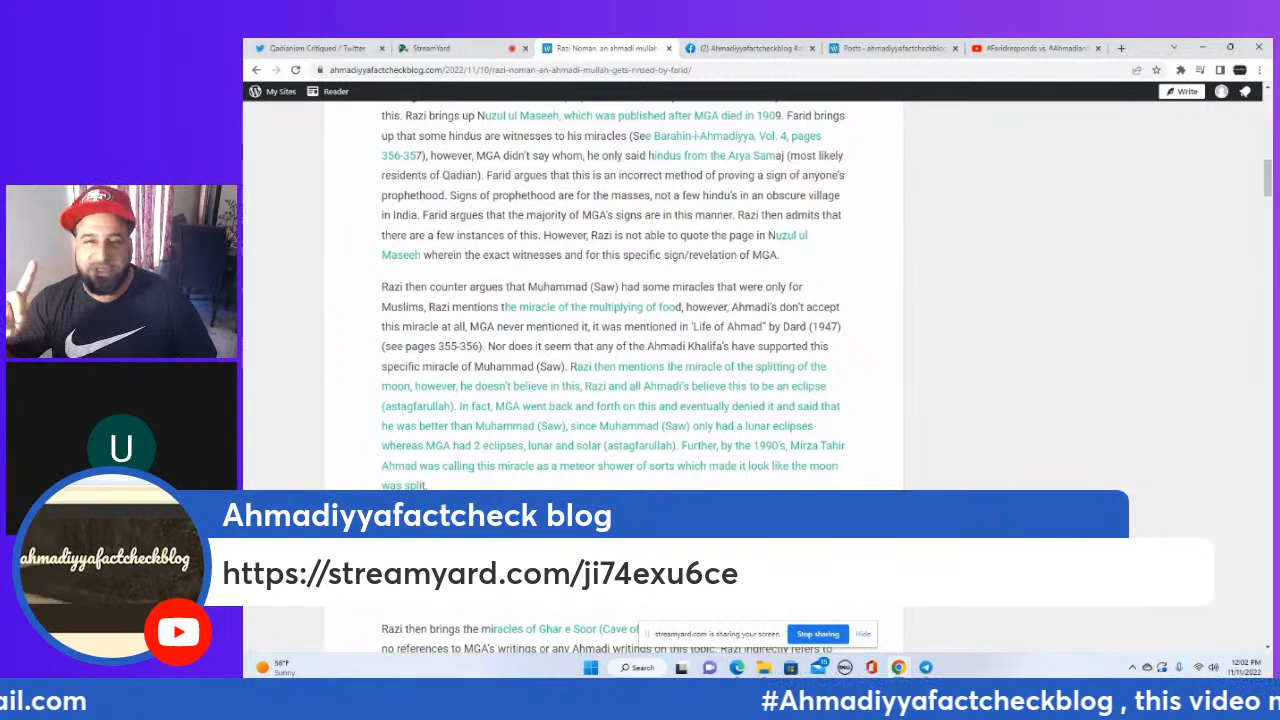 Qadianism Critiqued / Twitter
StreamYard
Razi Noman, an ahmadi mullah
(2) Ahmadiyyafactcheckblog #a
Posts - ahmadiyyafactcheckblog
#Faridresponds vs. #Ahmadian
ahmadiyyafactcheckblog.com/2022/11/10/razi-noman-an-ahmadi-mullah-gets-rinsed-by-farid/
My Sites
Reader
Write
this. Razi brings up Nuzul ul Maseeh, which was published after MGA died in 1909. Farid brings
up that some hindus are witnesses to his miracles (See Barahin-i-Ahmadiyya, Vol. 4, pages
356-357), however, MGA didn't say whom, he only said hindus from the Arya Samaj (most likely
residents of Qadian). Farid argues that this is an incorrect method of proving a sign of anyone's
prophethood. Signs of prophethood are for the masses, not a few hindu's in an obscure village
in India. Farid argues that the majority of MGA's signs are in this manner. Razi then admits that
there are a few instances of this. However, Razi is not able to quote the page in Nuzul ul
Maseeh wherein the exact witnesses and for this specific sign/revelation of MGA.
Razi then counter argues that Muhammad (Saw) had some miracles that were only for
Muslims, Razi mentions the miracle of the multiplying of food, however, Ahmadi's don't accept
this miracle at all, MGA never mentioned it, it was mentioned in 'Life of Ahmad" by Dard (1947)
(see pages 355-356). Nor does it seem that any of the Ahmadi Khalifa's have supported this
specific miracle of Muhammad (Saw). Razi then mentions the miracle of the splitting of the
moon, however, he doesn't believe in this, Razi and all Ahmadi's believe this to be an eclipse
(astagfarullah). In fact, MGA went back and forth on this and eventually denied it and said that
he was better than Muhammad (Saw), since Muhammad (Saw) only had a lunar eclipses
whereas MGA had 2 eclipses, lunar and solar (astagfarullah). Further, by the 1990's, Mirza Tahir
Ahmad was calling this miracle as a meteor shower of sorts which made it look like the moon
was split.
U
Ahmadiyyafactcheck blog
ahmadiyyafactcheckblog
https://streamyard.com/ji74exu6ce
Razi then brings the miracles of Ghar e Soor (Cave of
streamyard.com is sharing your screen.
Stop sharing
Hide
no references to MGA's writings or any Ahmadi writings on this topic. Razi indirectly refers to
56°F
Sunny
Search
12:02 PM
11/11/2022
ail.com
#Ahmadiyyafactcheckblog , this video